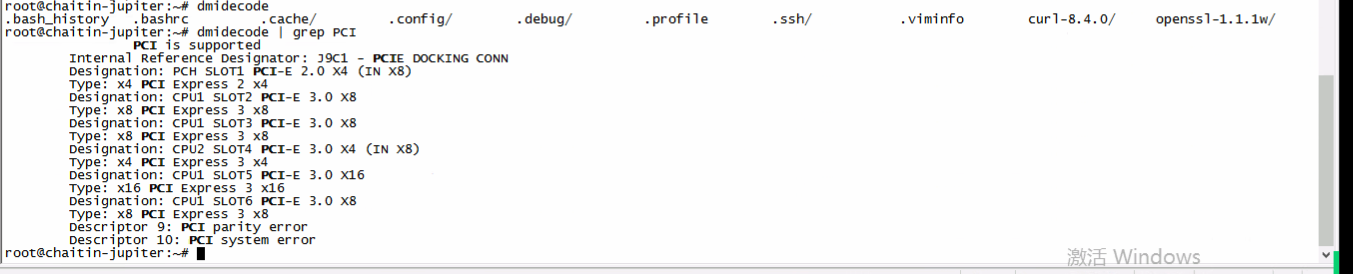 root@chaitin-jupiter:~# dmidecode
.bash_history .bashrc .cache/ .config/ .debug/ .profile .ssh/ .viminfo curl-8.4.0/ openssl-1.1.1w/
root@chaitin-jupiter:~# dmidecode | grep PCI
PCI is supported
Internal Reference Designator: J9C1 - PCIE DOCKING CONN
Designation: PCH SLOT1 PCI-E 2.0 X4 (IN X8)
Type: x4 PCI Express 2 x4
Designation: CPU1 SLOT2 PCI-E 3.0 X8
Type: x8 PCI Express 3 x8
Designation: CPU1 SLOT3 PCI-E 3.0 X8
Type: x8 PCI Express 3 x8
Designation: CPU2 SLOT4 PCI-E 3.0 X4 (IN X8)
Type: x4 PCI Express 3 x4
Designation: CPU1 SLOT5 PCI-E 3.0 X16
Type: x16 PCI Express 3 x16
Designation: CPU1 SLOT6 PCI-E 3.0 X8
Type: x8 PCI Express 3 x8
Descriptor 9: PCI parity error
Descriptor 10: PCI system error
root@chaitin-jupiter:~#
激活 Windows